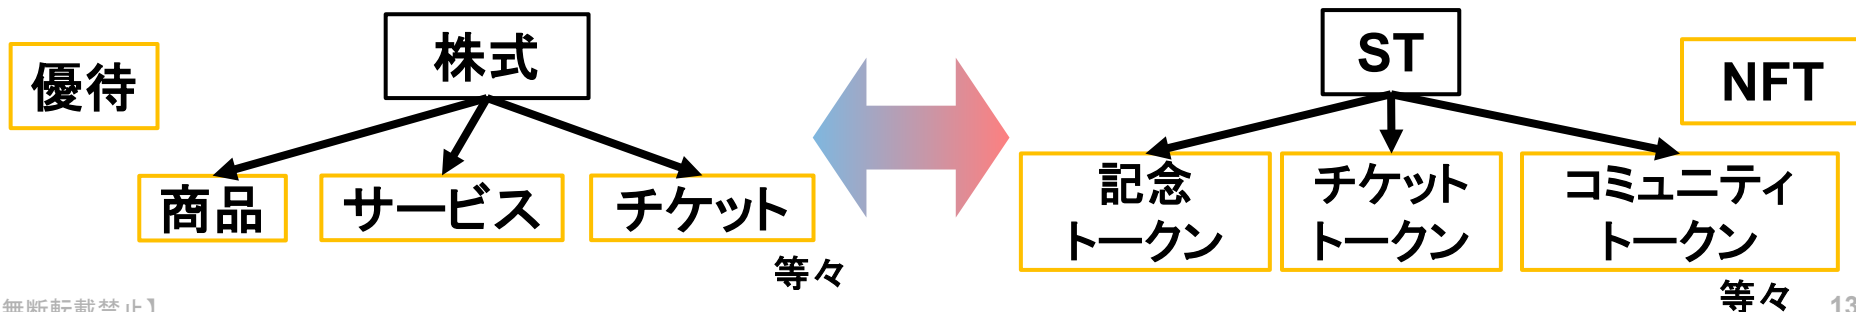 優待
株式
商品
サービス
チケット
等々
ST
NFT
記念
トークン
チケット
トークン
コミュニティ
トークン
等々
無断転載禁止】
13